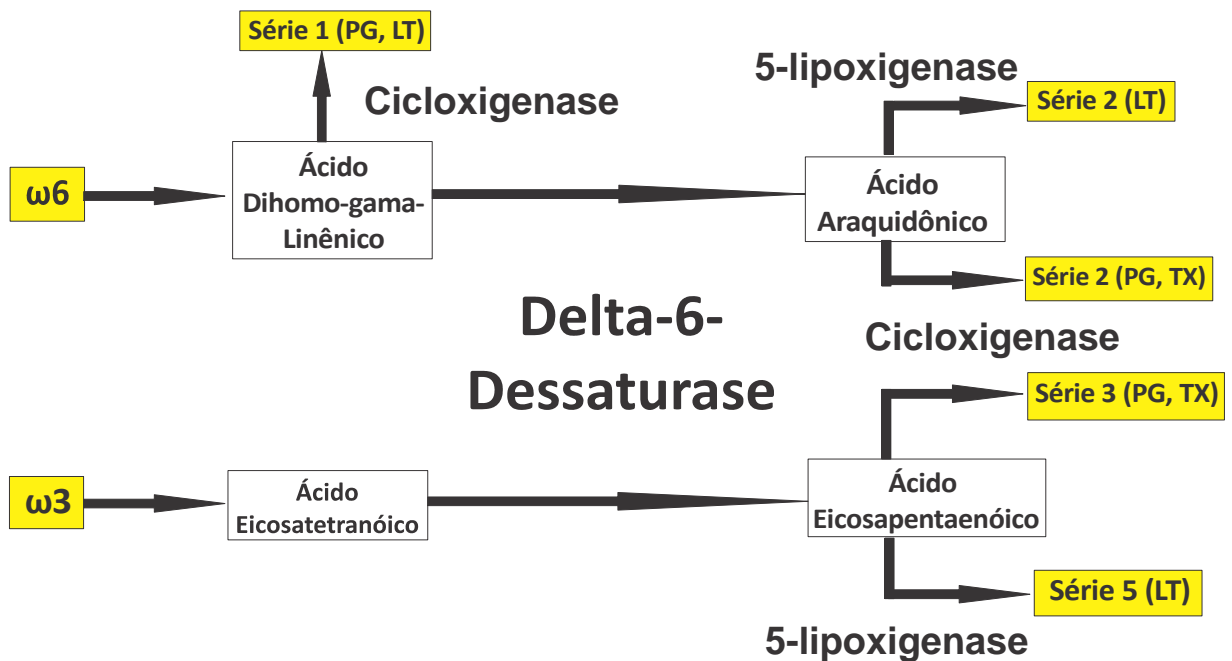 Série 1 (PG, LT)
Cicloxigenase
5-lipoxigenase
Série 2 (LT)
ω6
Ácido
Dihomo-gama-
Linênico
Ácido
Araquidônico
Série 2 (PG, TX)
Delta-6-
Dessaturase
Cicloxigenase
Série 3 (PG, TX)
ω3
Ácido
Eicosatetranóico
Ácido
Eicosapentaenóico
Série 5 (LT)
5-lipoxigenase